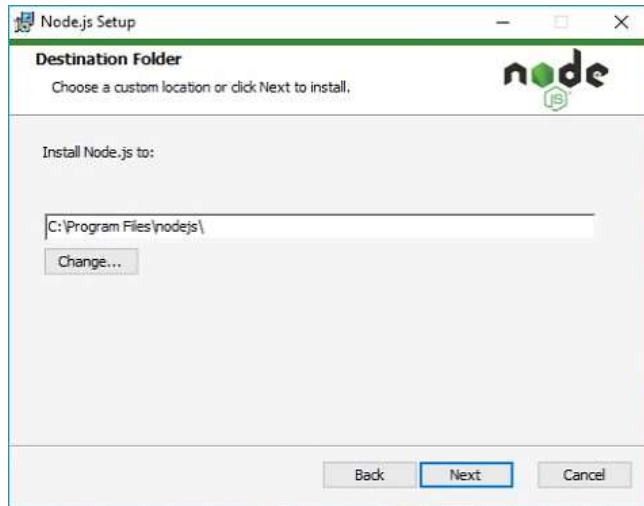 Node.js Setup
Destination Folder
Choose a custom location or click Next to install.
node
JS
Install Node.js to:
C:\Program Files\nodejs\
Change...
Back
Next
Cancel